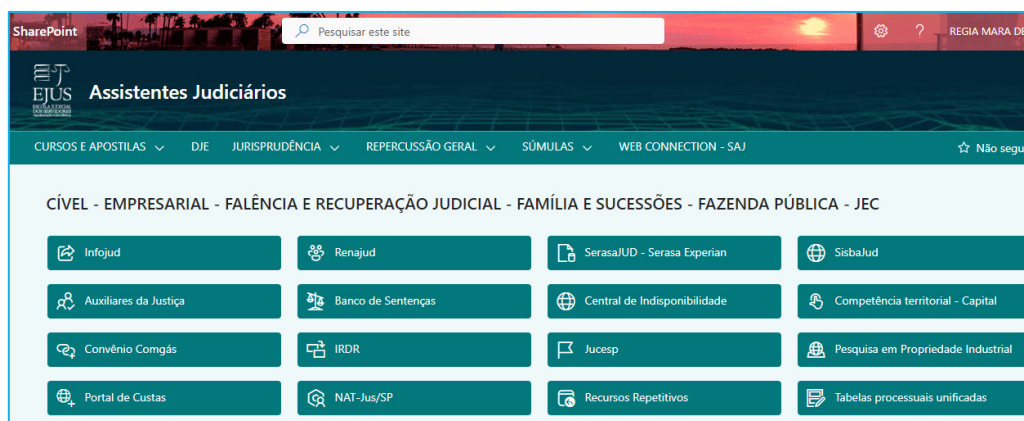 SharePoint
Pesquisar este site
REGIA MARA DE
EJUS
Assistentes Judiciários
CURSOS E APOSTILAS DJE JURISPRUDÊNCIA REPERCUSSÃO GERAL SÚMULAS WEB CONNECTION - SAJ Não segu
CÍVEL - EMPRESARIAL - FALÊNCIA E RECUPERAÇÃO JUDICIAL - FAMÍLIA E SUCESSÕES - FAZENDA PÚBLICA - JEC
Infojud Renajud SerasaJUD - Serasa Experian SisbaJud
Auxiliares da Justiça Banco de Sentenças Central de Indisponibilidade Competência territorial - Capital
Convênio Comgás IRDR Jucesp Pesquisa em Propriedade Industrial
Portal de Custas NAT-Jus/SP Recursos Repetitivos Tabelas processuais unificadas